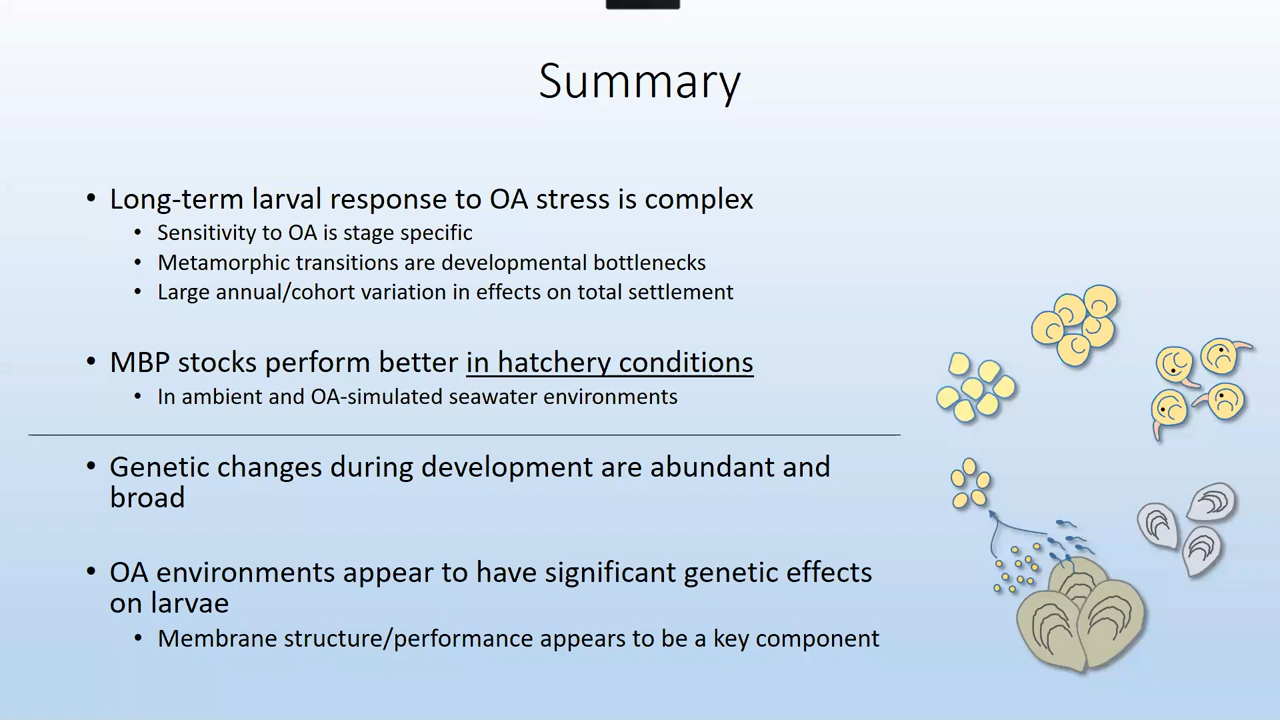 Summary
• Long-term larval response to OA stress is complex
• Sensitivity to OA is stage specific
• Metamorphic transitions are developmental bottlenecks
• Large annual/cohort variation in effects on total settlement
• MBP stocks perform better in hatchery conditions
• In ambient and OA-simulated seawater environments
• Genetic changes during development are abundant and
broad
• OA environments appear to have significant genetic effects
on larvae
• Membrane structure/performance appears to be a key component